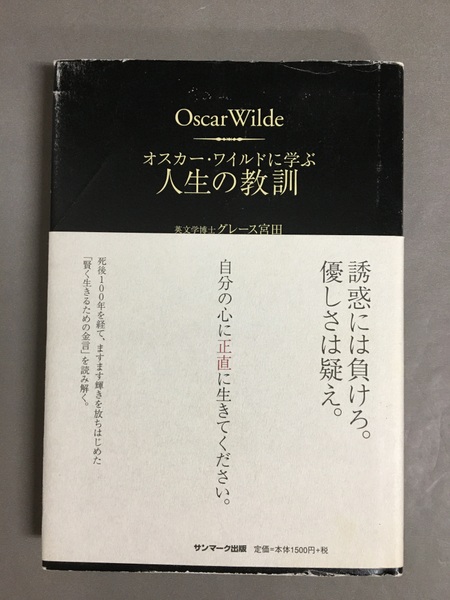 Oscar Wilde
オスカー・ワイルドに学ぶ
人生の教訓
英文学博士 グレース宮田
誘惑には負けろ。
優しさは疑え。
自分の心に正直に生きてください。
死後100年を経て、ますます輝きを放ちはじめた
「賢く生きるための金言」を読み解く。
サンマーク出版 定価=本体1500円+税